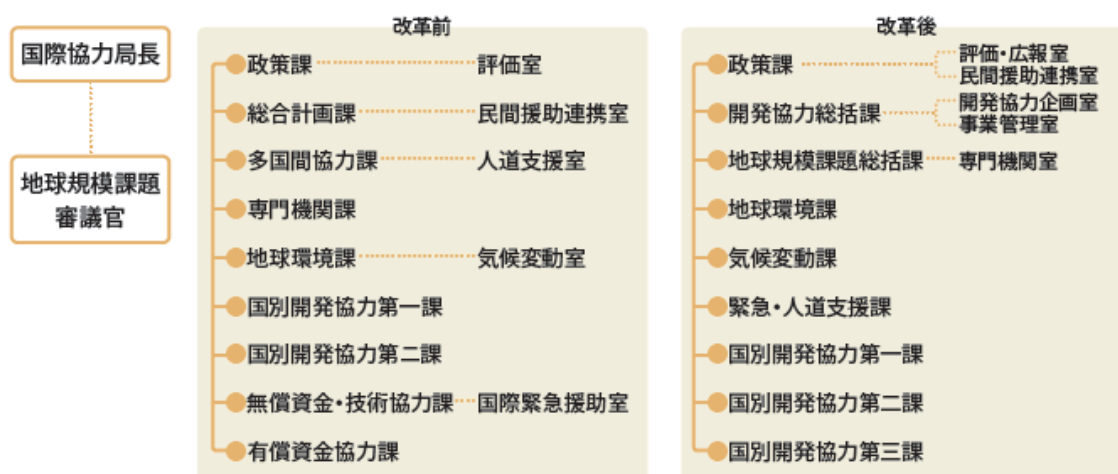 国際協力局長
地球規模課題
審議官
改革前
政策課 評価室
総合計画課 民間援助連携室
多国間協力課 人道支援室
専門機関課
地球環境課 気候変動室
国別開発協力第一課
国別開発協力第二課
無償資金・技術協力課 国際緊急援助室
有償資金協力課
改革後
政策課 評価・広報室
民間援助連携室
開発協力総括課 開発協力企画室
事業管理室
地球規模課題総括課 専門機関室
地球環境課
気候変動課
緊急・人道支援課
国別開発協力第一課
国別開発協力第二課
国別開発協力第三課